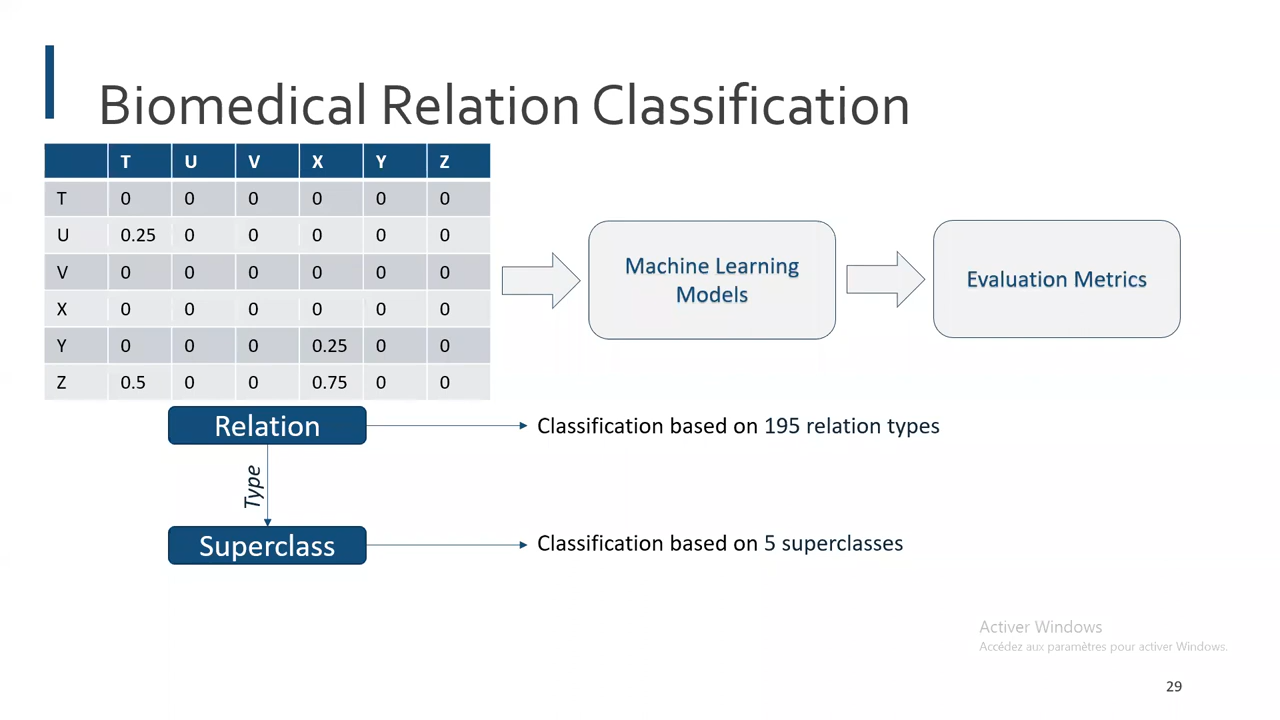 Biomedical Relation Classification
T U V X Y Z
T 0 0 0 0 0 0
U 0.25 0 0 0 0 0
V 0 0 0 0 0 0
X 0 0 0 0 0 0
Y 0 0 0 0.25 0 0
Z 0.5 0 0 0.75 0 0
Machine Learning
Models
Evaluation Metrics
Relation
Classification based on 195 relation types
Type
Superclass
Classification based on 5 superclasses
Activer Windows
Accédez aux paramètres pour activer Windows.
29